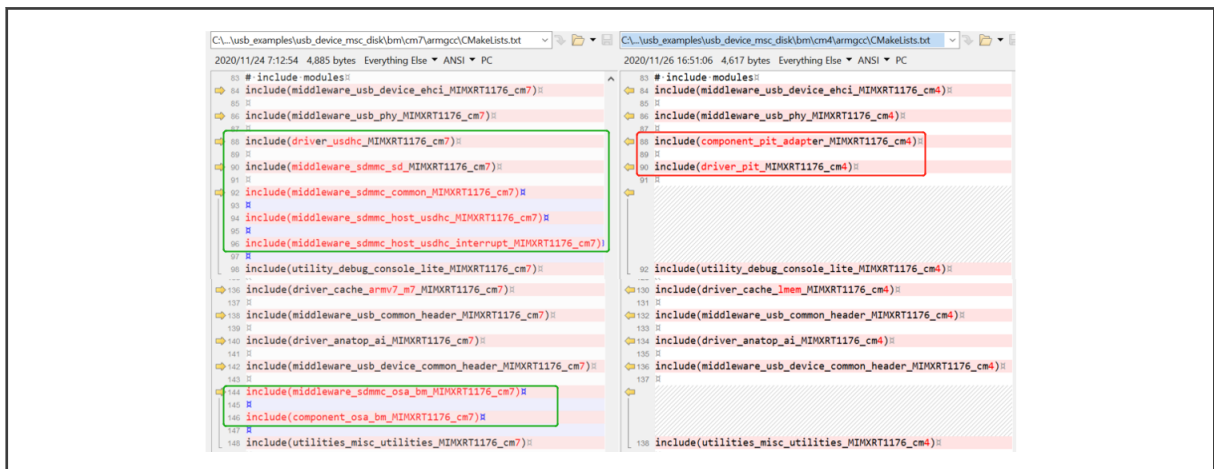 C:\...\usb_examples\usb_device_msc_disk\bm\cm7\armgcc\CMakeLists.txt
2020/11/24 7:12:54 4,885 bytes Everything Else ▼ ANSI ▼ PC
83 # include modules
84 include(middleware_usb_device_ehci_MIMXRT1176_cm7)
85
86 include(middleware_usb_phy_MIMXRT1176_cm7)
87
88 include(driver_usdhc_MIMXRT1176_cm7)
89
90 include(middleware_sdmmc_sd_MIMXRT1176_cm7)
91
92 include(middleware_sdmmc_common_MIMXRT1176_cm7)
93
94 include(middleware_sdmmc_host_usdhc_MIMXRT1176_cm7)
95
96 include(middleware_sdmmc_host_usdhc_interrupt_MIMXRT1176_cm7)
97
98 include(utility_debug_console_lite_MIMXRT1176_cm7)
136 include(driver_cache_armv7_m7_MIMXRT1176_cm7)
137
138 include(middleware_usb_common_header_MIMXRT1176_cm7)
139
140 include(driver_anatop_ai_MIMXRT1176_cm7)
141
142 include(middleware_usb_device_common_header_MIMXRT1176_cm7)
143
144 include(middleware_sdmmc_osa_bm_MIMXRT1176_cm7)
145
146 include(component_osa_bm_MIMXRT1176_cm7)
147
148 include(utilities_misc_utilities_MIMXRT1176_cm7)
C:\...\usb_examples\usb_device_msc_disk\bm\cm4\armgcc\CMakeLists.txt
2020/11/26 16:51:06 4,617 bytes Everything Else ▼ ANSI ▼ PC
83 # include modules
84 include(middleware_usb_device_ehci_MIMXRT1176_cm4)
85
86 include(middleware_usb_phy_MIMXRT1176_cm4)
87
88 include(component_pit_adapter_MIMXRT1176_cm4)
89
90 include(driver_pit_MIMXRT1176_cm4)
91
92 include(utility_debug_console_lite_MIMXRT1176_cm4)
130 include(driver_cache_lmem_MIMXRT1176_cm4)
131
132 include(middleware_usb_common_header_MIMXRT1176_cm4)
133
134 include(driver_anatop_ai_MIMXRT1176_cm4)
135
136 include(middleware_usb_device_common_header_MIMXRT1176_cm4)
137
138 include(utilities_misc_utilities_MIMXRT1176_cm4)